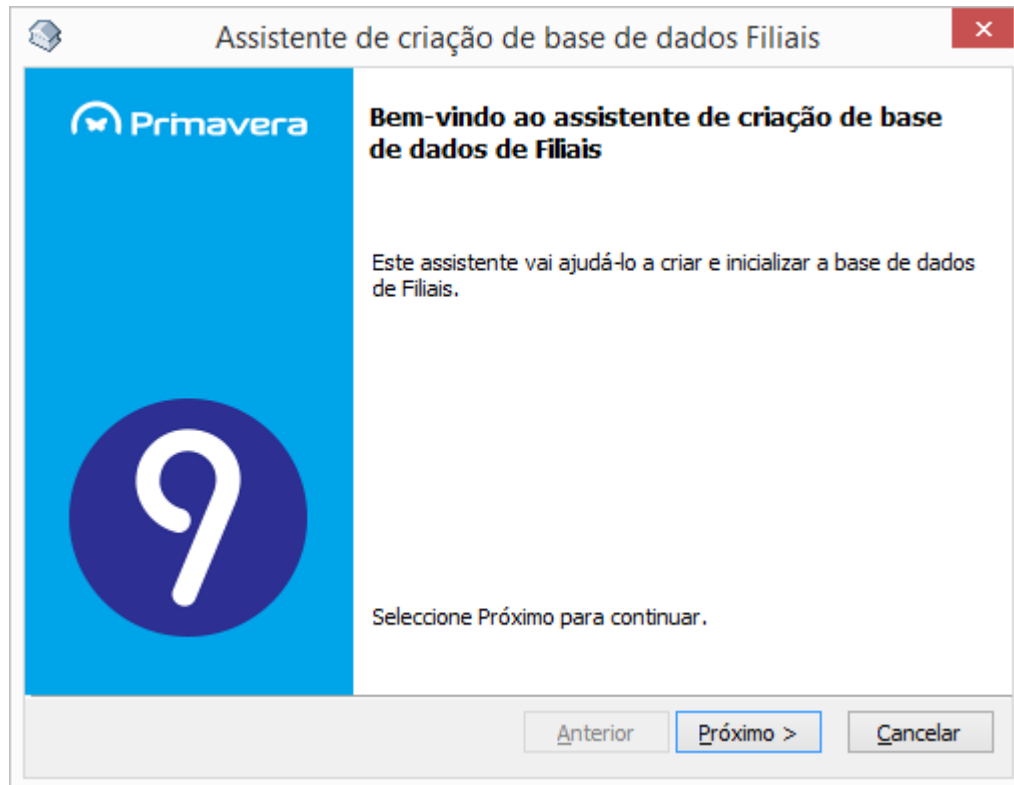 Assistente de criação de base de dados Filiais
Primavera
Bem-vindo ao assistente de criação de base
de dados de Filiais
Este assistente vai ajudá-lo a criar e inicializar a base de dados
de Filiais.
9
Seleccione Próximo para continuar.
Anterior
Próximo >
Cancelar